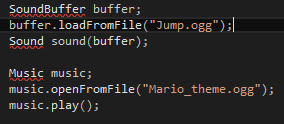 SoundBuffer buffer;
buffer.loadFromFile("Jump.ogg");
Sound sound(buffer);
Music music;
music.openFromFile("Mario_theme.ogg");
music.play();